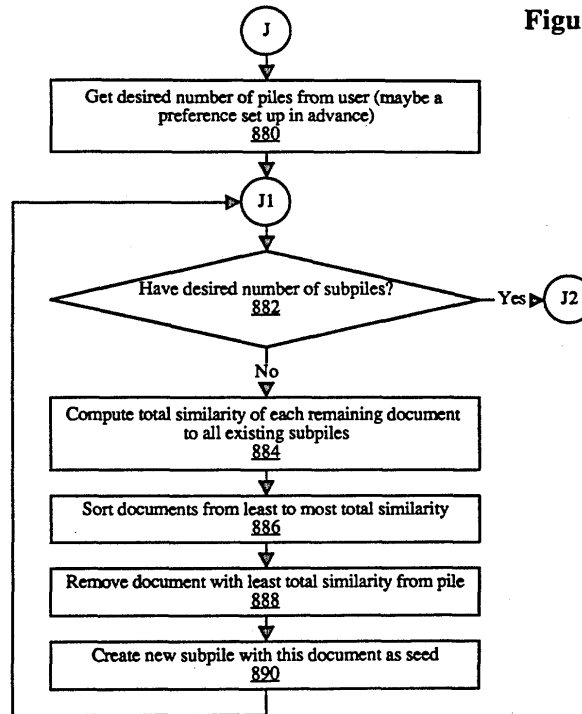 Figu
J
Get desired number of piles from user (maybe a
preference set up in advance)
880
J1
Have desired number of subpiles?
882
Yes
J2
No
Compute total similarity of each remaining document
to all existing subpiles
884
Sort documents from least to most total similarity
886
Remove document with least total similarity from pile
888
Create new subpile with this document as seed
890